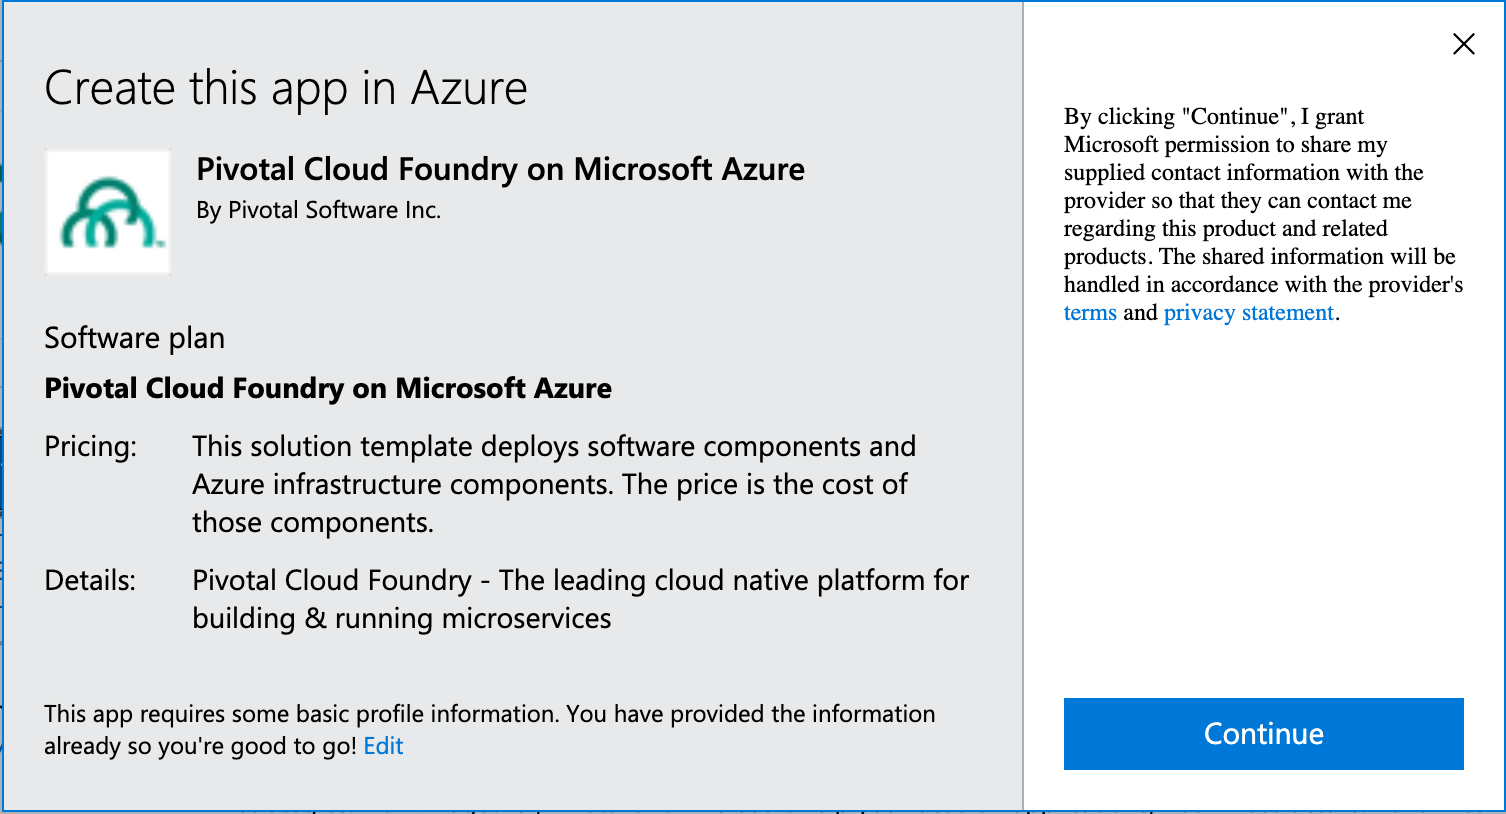 Create this app in Azure
Pivotal Cloud Foundry on Microsoft Azure
By Pivotal Software Inc.
Software plan
Pivotal Cloud Foundry on Microsoft Azure
Pricing: This solution template deploys software components and
Azure infrastructure components. The price is the cost of
those components.
Details: Pivotal Cloud Foundry - The leading cloud native platform for
building & running microservices
This app requires some basic profile information. You have provided the information
already so you're good to go! Edit
By clicking "Continue", I grant
Microsoft permission to share my
supplied contact information with the
provider so that they can contact me
regarding this product and related
products. The shared information will be
handled in accordance with the provider's
terms and privacy statement.
Continue